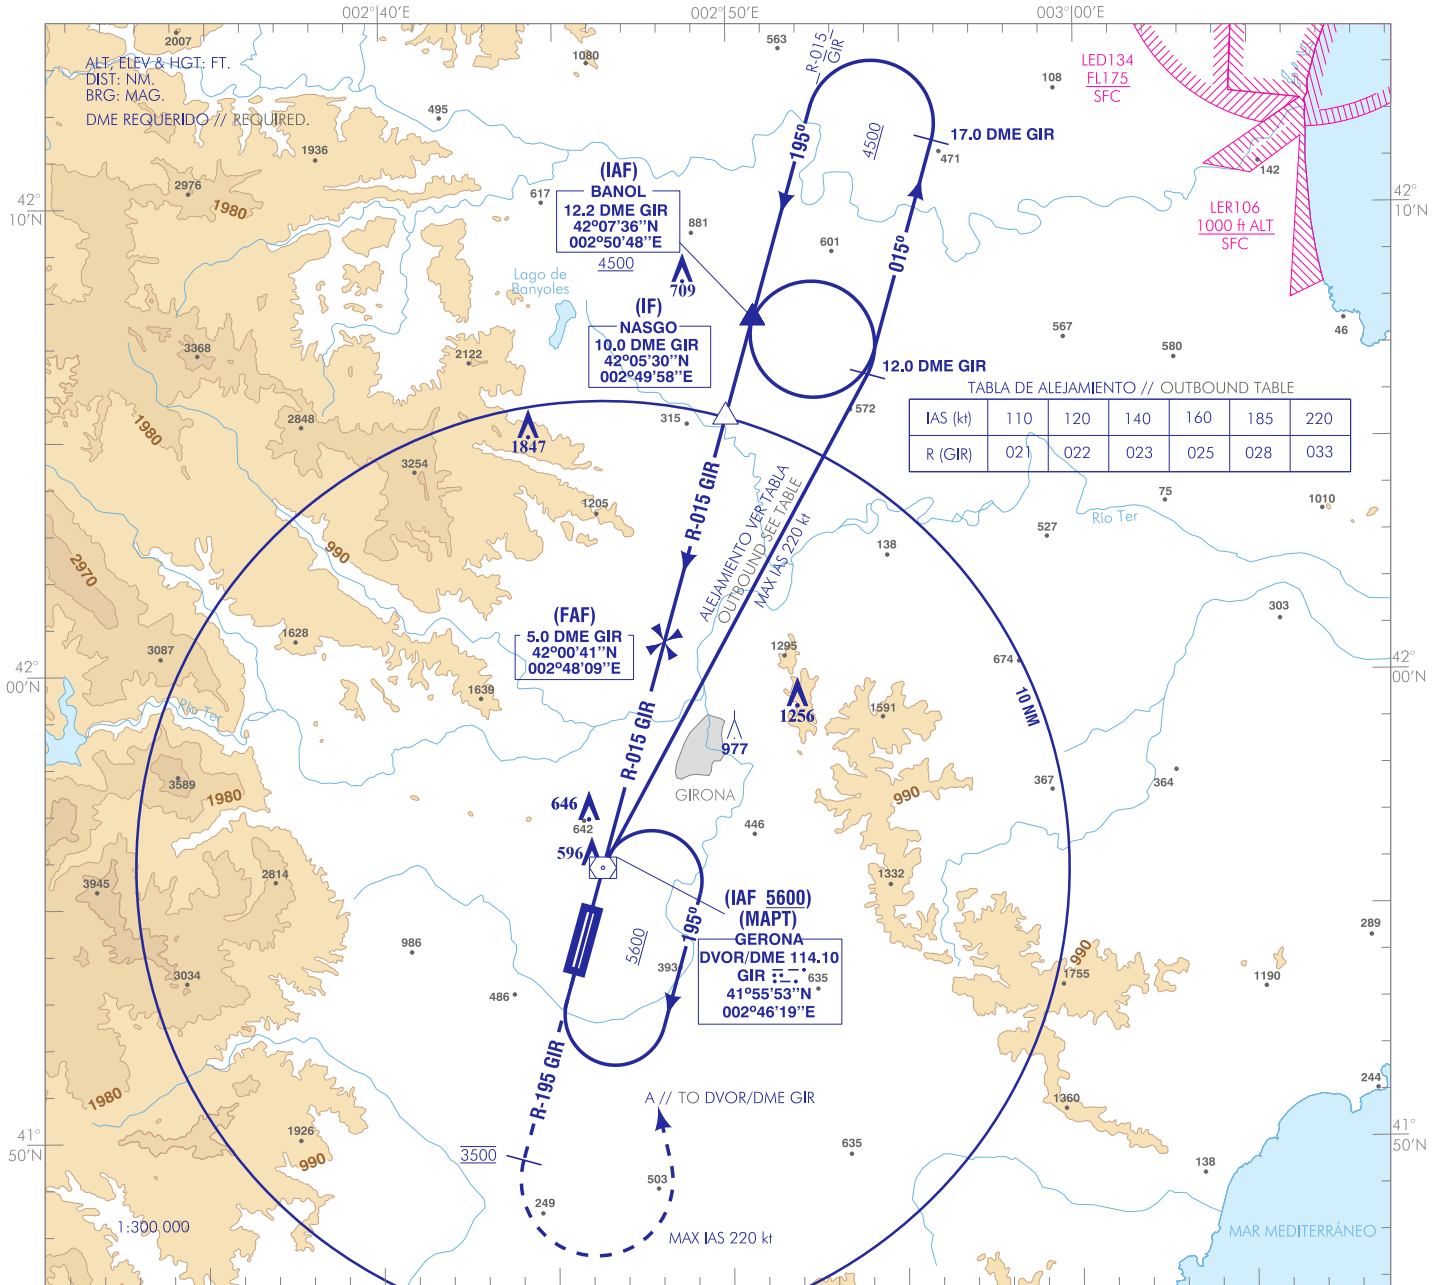 002°40'E
002°50'E
003°00'E
2007
ALT, ELEV & HGT: FT.
DIST: NM.
BRG: MAG.
DME REQUERIDO // REQUIRED.
1080
563
R-015
GIR
108
LED134
FL175
SFC
495
1936
195°
4500
17.0 DME GIR
471
142
2976
1980
617
(IAF)
BANOL
12.2 DME GIR
42°07'36''N
002°50'48''E
4500
881
601
015°
LER106
1000 ft ALT
SFC
42°
10'N
42°
10'N
Lago de
Banyoles
709
(IF)
NASGO
10.0 DME GIR
42°05'30''N
002°49'58''E
46
567
580
3368
2122
12.0 DME GIR
572
TABLA DE ALEJAMIENTO // OUTBOUND TABLE
IAS (kt) 110 120 140 160 185 220
R (GIR) 021 022 023 025 028 033
1980
2848
1847
315
3254
1205
R-015 GIR
ALEJAMIENTO VER TABLA
OUTBOUND SEE TABLE
MAX IAS 220 kt
75
1010
Río Ter
527
138
990
2970
303
(FAF)
5.0 DME GIR
42°00'41''N
002°48'09''E
1628
3087
1295
674
42°
00'N
42°
00'N
1639
1256
1591
10 NM
Río Ter
977
R-015 GIR
GIRONA
3589
1980
990
367
364
646
642
446
596
3945
2814
1332
(IAF 5600)
(MAPT)
GERONA
DVOR/DME 114.10
GIR
41°55'53''N
002°46'19''E
195°
5600
393
635
986
486
3034
289
990
1755
1190
R-195 GIR
A // TO DVOR/DME GIR
1980
1926
990
3500
1360
244
635
138
41°
50'N
41°
50'N
503
249
1:300 000
MAX IAS 220 kt
MAR MEDITERRÁNEO